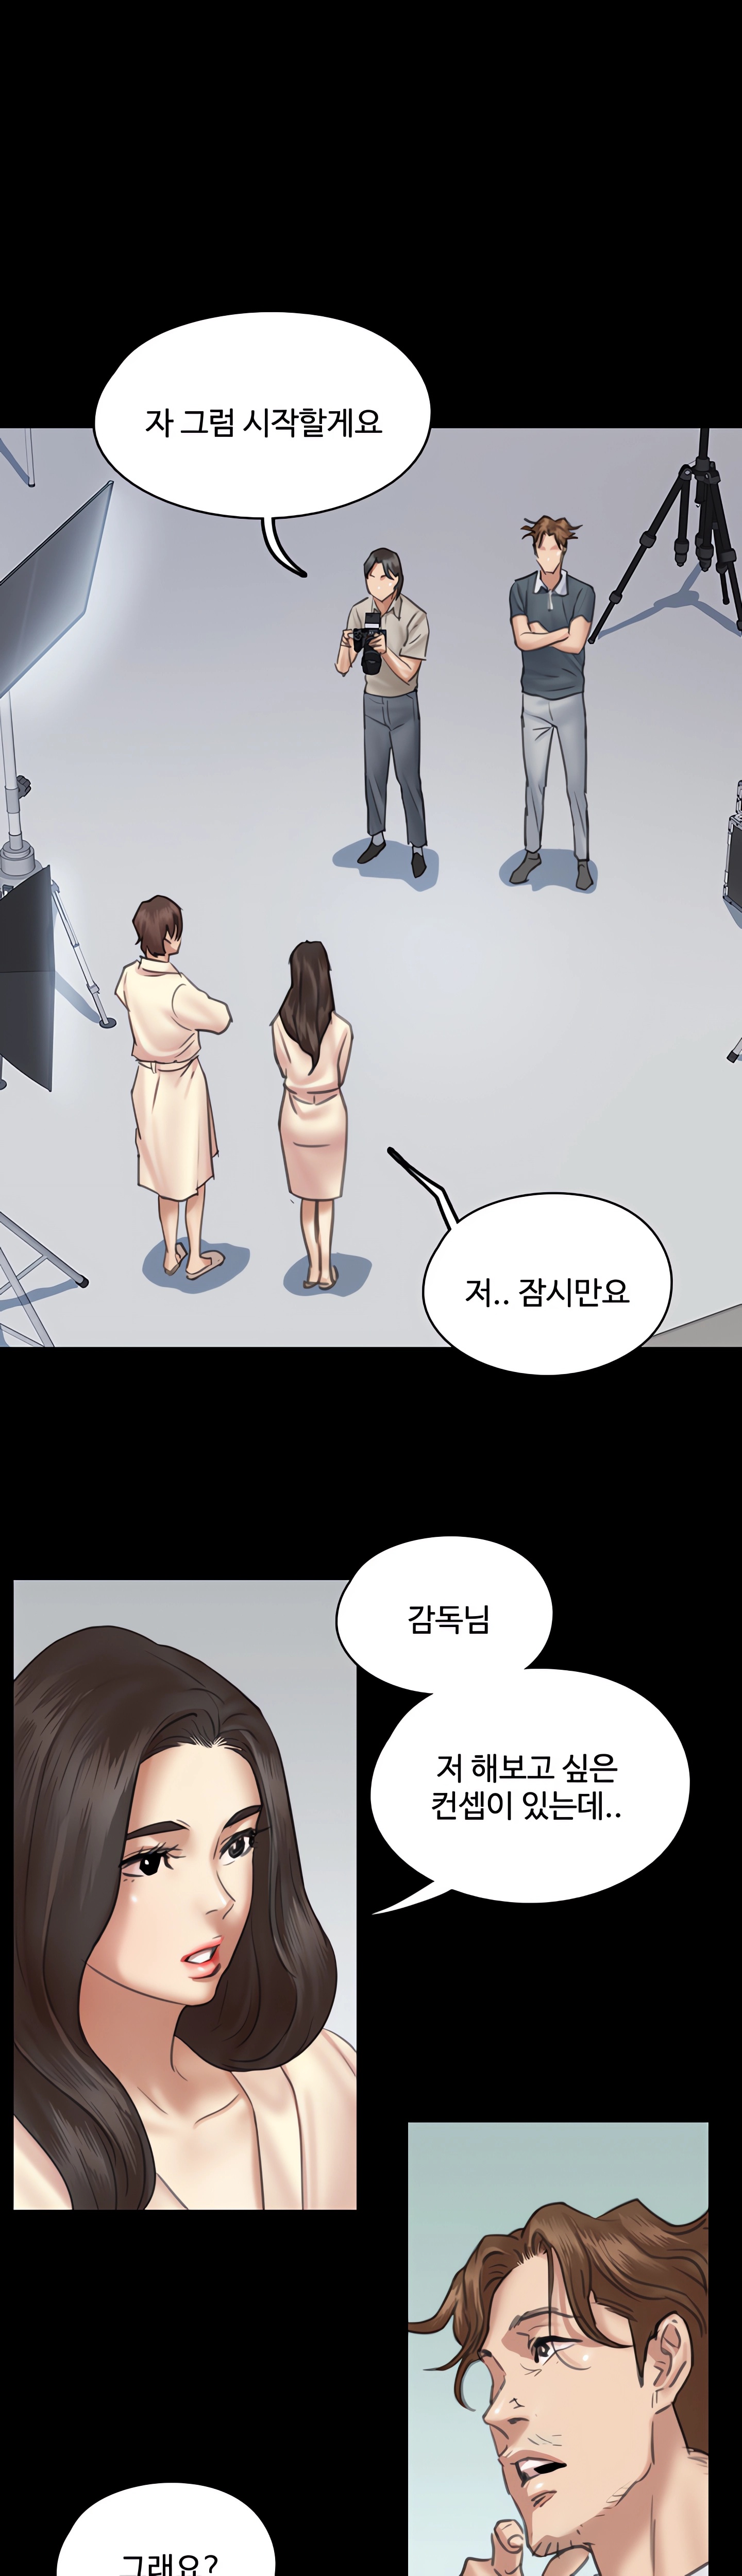 자 그럼 시작할게요
저.. 잠시만요
감독님
저 해보고 싶은
컨셉이 있는데..
그래요?